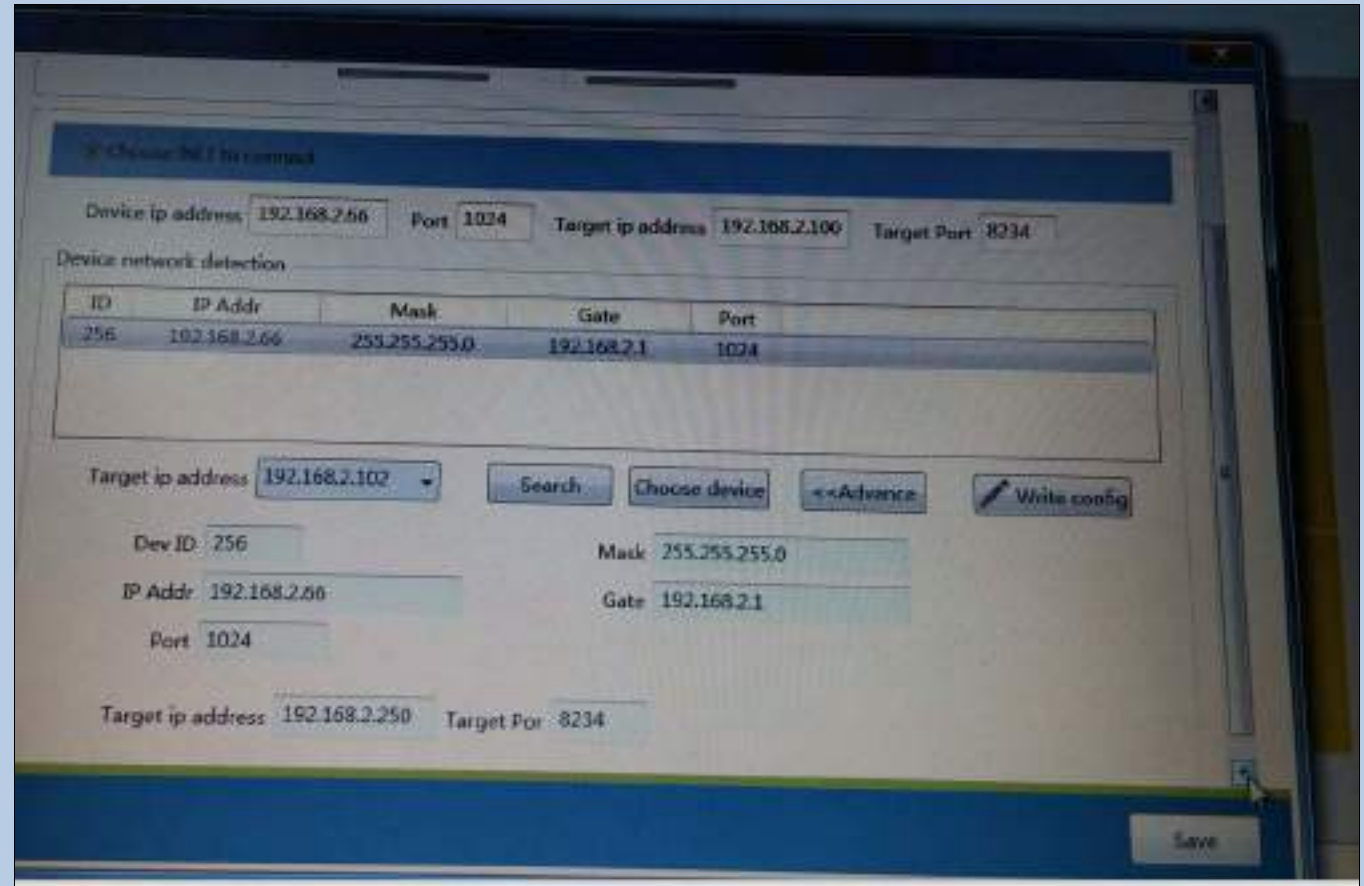 Choose INET to connect
Device ip address 192.168.2.66 Port 1024 Target ip address 192.168.2.100 Target Port 8234
Device network detection
ID IP Addr Mask Gate Port
256 192.168.2.66 255.255.255.0 192.168.2.1 1024
Target ip address 192.168.2.102 Search Choose device <<Advance Write config
Dev ID 256 Mask 255.255.255.0
IP Addr 192.168.2.66 Gate 192.168.2.1
Port 1024
Target ip address 192.168.2.250 Target Por 8234
Save